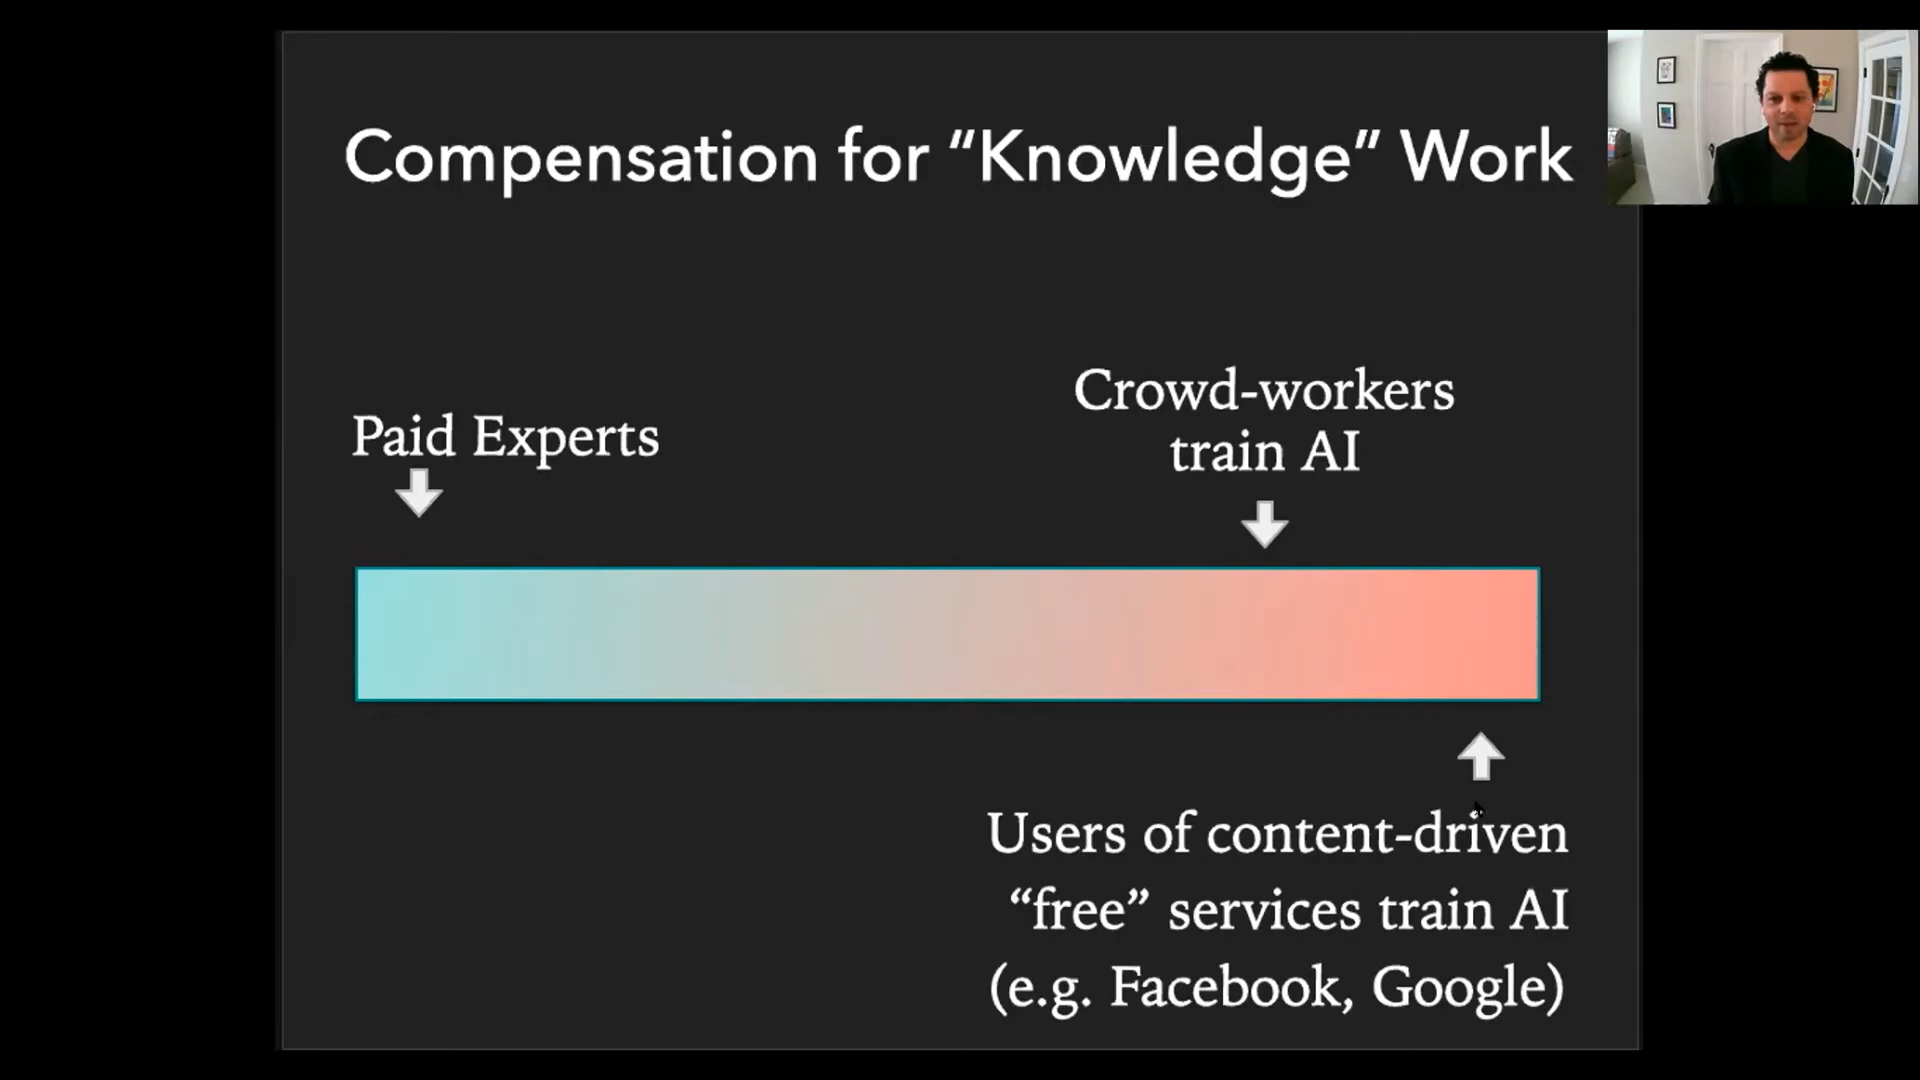 Compensation for “Knowledge” Work
Paid Experts
Crowd-workers
train AI
Users of content-driven
“free” services train AI
(e.g. Facebook, Google)